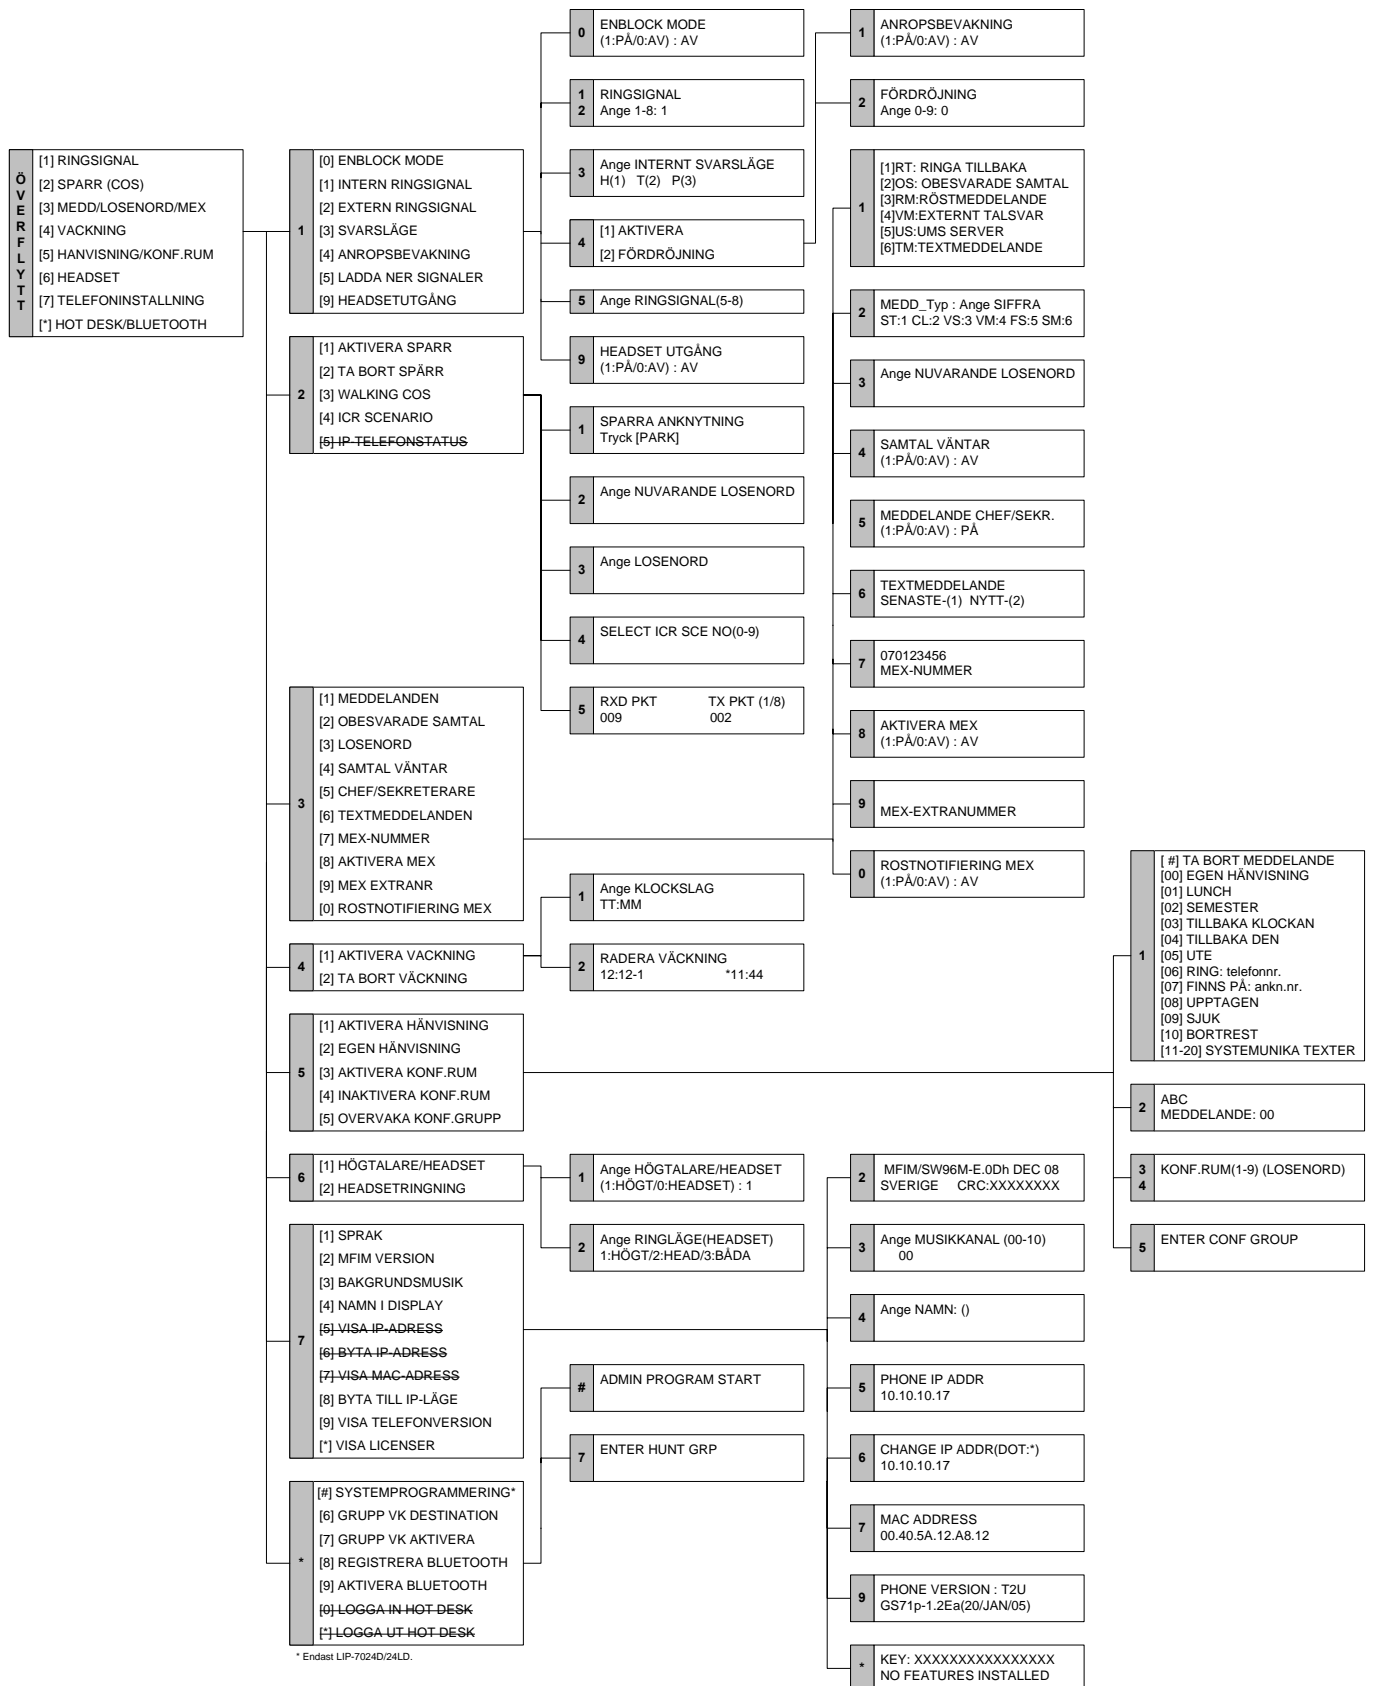 ÖVERFLYTT
[1] RINGSIGNAL
[2] SPARR (COS)
[3] MEDD/LOSENORD/MEX
[4] VACKNING
[5] HANVISNING/KONF.RUM
[6] HEADSET
[7] TELEFONINSTALLNING
[*] HOT DESK/BLUETOOTH
1
[0] ENBLOCK MODE
[1] INTERN RINGSIGNAL
[2] EXTERN RINGSIGNAL
[3] SVARSLÄGE
[4] ANROPSBEVAKNING
[5] LADDA NER SIGNALER
[9] HEADSETUTGÅNG
2
[1] AKTIVERA SPARR
[2] TA BORT SPÄRR
[3] WALKING COS
[4] ICR SCENARIO
[5] IP-TELEFONSTATUS
3
[1] MEDDELANDEN
[2] OBESVARADE SAMTAL
[3] LOSENORD
[4] SAMTAL VÄNTAR
[5] CHEF/SEKRETERARE
[6] TEXTMEDDELANDEN
[7] MEX-NUMMER
[8] AKTIVERA MEX
[9] MEX EXTRANR
[0] ROSTNOTIFIERING MEX
4
[1] AKTIVERA VACKNING
[2] TA BORT VÄCKNING
5
[1] AKTIVERA HÄNVISNING
[2] EGEN HÄNVISNING
[3] AKTIVERA KONF.RUM
[4] INAKTIVERA KONF.RUM
[5] OVERVAKA KONF.GRUPP
6
[1] HÖGTALARE/HEADSET
[2] HEADSETRINGNING
7
[1] SPRAK
[2] MFIM VERSION
[3] BAKGRUNDSMUSIK
[4] NAMN I DISPLAY
[5] VISA IP-ADRESS
[6] BYTA IP-ADRESS
[7] VISA MAC-ADRESS
[8] BYTA TILL IP-LÄGE
[9] VISA TELEFONVERSION
[*] VISA LICENSER
*
[#] SYSTEMPROGRAMMERING*
[6] GRUPP VK DESTINATION
[7] GRUPP VK AKTIVERA
[8] REGISTRERA BLUETOOTH
[9] AKTIVERA BLUETOOTH
[0] LOGGA IN HOT DESK
[*] LOGGA UT HOT DESK
* Endast LIP-7024D/24LD.
0
ENBLOCK MODE
(1:PÅ/0:AV) : AV
1
2
RINGSIGNAL
Ange 1-8: 1
3
Ange INTERNT SVARSLÄGE
H(1) T(2) P(3)
4
[1] AKTIVERA
[2] FÖRDRÖJNING
5
Ange RINGSIGNAL(5-8)
9
HEADSET UTGÅNG
(1:PÅ/0:AV) : AV
1
SPARRA ANKNYTNING
Tryck [PARK]
2
Ange NUVARANDE LOSENORD
3
Ange LOSENORD
4
SELECT ICR SCE NO(0-9)
5
RXD PKT TX PKT (1/8)
009 002
1
Ange KLOCKSLAG
TT:MM
2
RADERA VÄCKNING
12:12-1 *11:44
1
Ange HÖGTALARE/HEADSET
(1:HÖGT/0:HEADSET) : 1
2
Ange RINGLÄGE(HEADSET)
1:HÖGT/2:HEAD/3:BÅDA
#
ADMIN PROGRAM START
7
ENTER HUNT GRP
1
ANROPSBEVAKNING
(1:PÅ/0:AV) : AV
2
FÖRDRÖJNING
Ange 0-9: 0
1
[1]RT: RINGA TILLBAKA
[2]OS: OBESVARADE SAMTAL
[3]RM:RÖSTMEDDELANDE
[4]VM:EXTERNT TALSVAR
[5]US:UMS SERVER
[6]TM:TEXTMEDDELANDE
2
MEDD_Typ : Ange SIFFRA
ST:1 CL:2 VS:3 VM:4 FS:5 SM:6
3
Ange NUVARANDE LOSENORD
4
SAMTAL VÄNTAR
(1:PÅ/0:AV) : AV
5
MEDDELANDE CHEF/SEKR.
(1:PÅ/0:AV) : PÅ
6
TEXTMEDDELANDE
SENASTE-(1) NYTT-(2)
7
070123456
MEX-NUMMER
8
AKTIVERA MEX
(1:PÅ/0:AV) : AV
9
MEX-EXTRANUMMER
0
ROSTNOTIFIERING MEX
(1:PÅ/0:AV) : AV
2
MFIM/SW96M-E.0Dh DEC 08
SVERIGE CRC:XXXXXXXX
3
Ange MUSIKKANAL (00-10)
00
4
Ange NAMN: ()
5
PHONE IP ADDR
10.10.10.17
6
CHANGE IP ADDR(DOT:*)
10.10.10.17
7
MAC ADDRESS
00.40.5A.12.A8.12
9
PHONE VERSION : T2U
GS71p-1.2Ea(20/JAN/05)
*
KEY: XXXXXXXXXXXXXXXX
NO FEATURES INSTALLED
1
[ #] TA BORT MEDDELANDE
[00] EGEN HÄNVISNING
[01] LUNCH
[02] SEMESTER
[03] TILLBAKA KLOCKAN
[04] TILLBAKA DEN
[05] UTE
[06] RING: telefonnr.
[07] FINNS PÅ: ankn.nr.
[08] UPPTAGEN
[09] SJUK
[10] BORTREST
[11-20] SYSTEMUNIKA TEXTER
2
ABC
MEDDELANDE: 00
3
4
KONF.RUM(1-9) (LOSENORD)
5
ENTER CONF GROUP